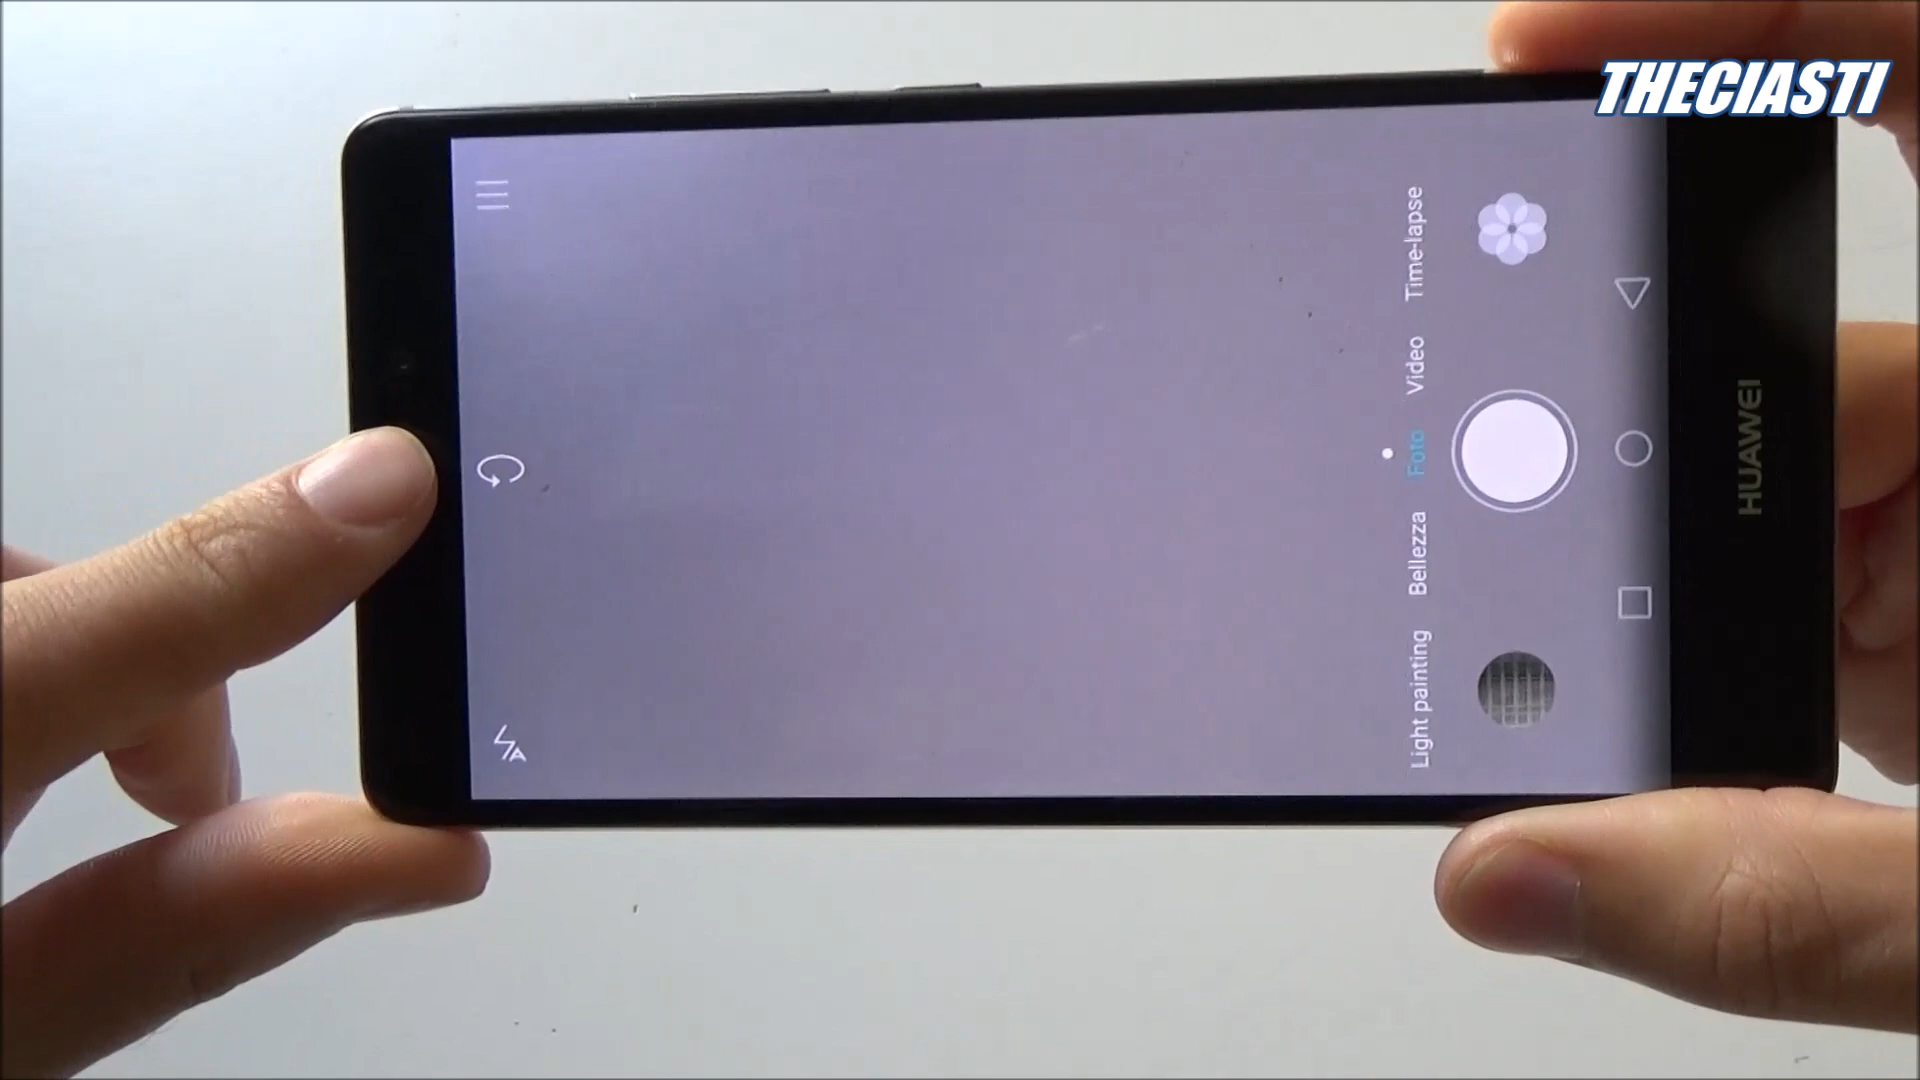 THECIASTI
Light painting
Bellezza
Foto
Video
Time-lapse
HUAWEI